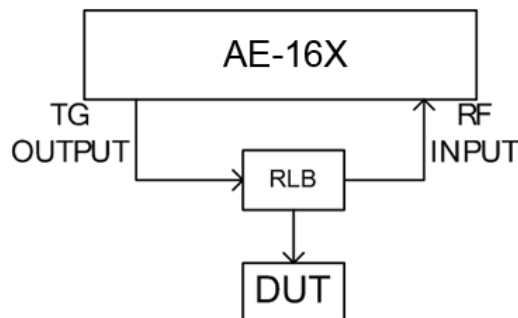 AE-16X
TG
OUTPUT
RF
INPUT
RLB
DUT